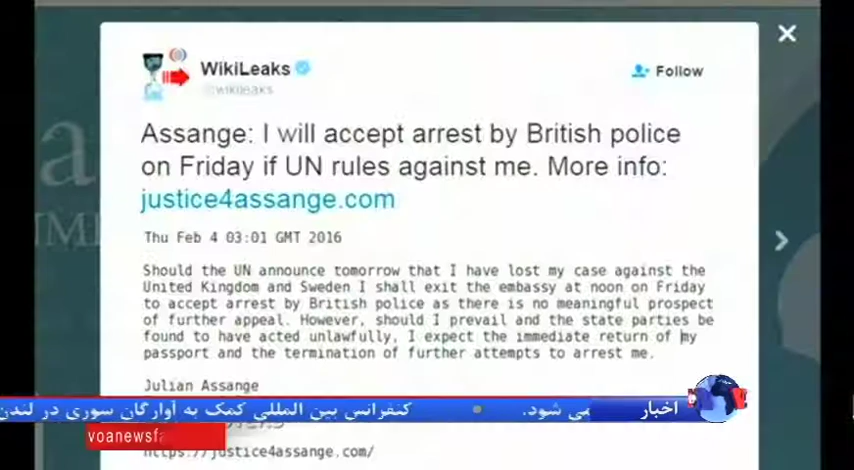 WikiLeaks
@wikileaks
Follow
Assange: I will accept arrest by British police
on Friday if UN rules against me. More info:
justice4assange.com
Thu Feb 4 03:01 GMT 2016
Should the UN announce tomorrow that I have lost my case against the
United Kingdom and Sweden I shall exit the embassy at noon on Friday
to accept arrest by British police as there is no meaningful prospect
of further appeal. However, should I prevail and the state parties be
found to have acted unlawfully, I expect the immediate return of my
passport and the termination of further attempts to arrest me.
Julian Assange
اخبار
می شود.
کنفرانس بین المللی کمک به آوارگان سوری در لندن
voanewsfa
https://justice4assange.com/